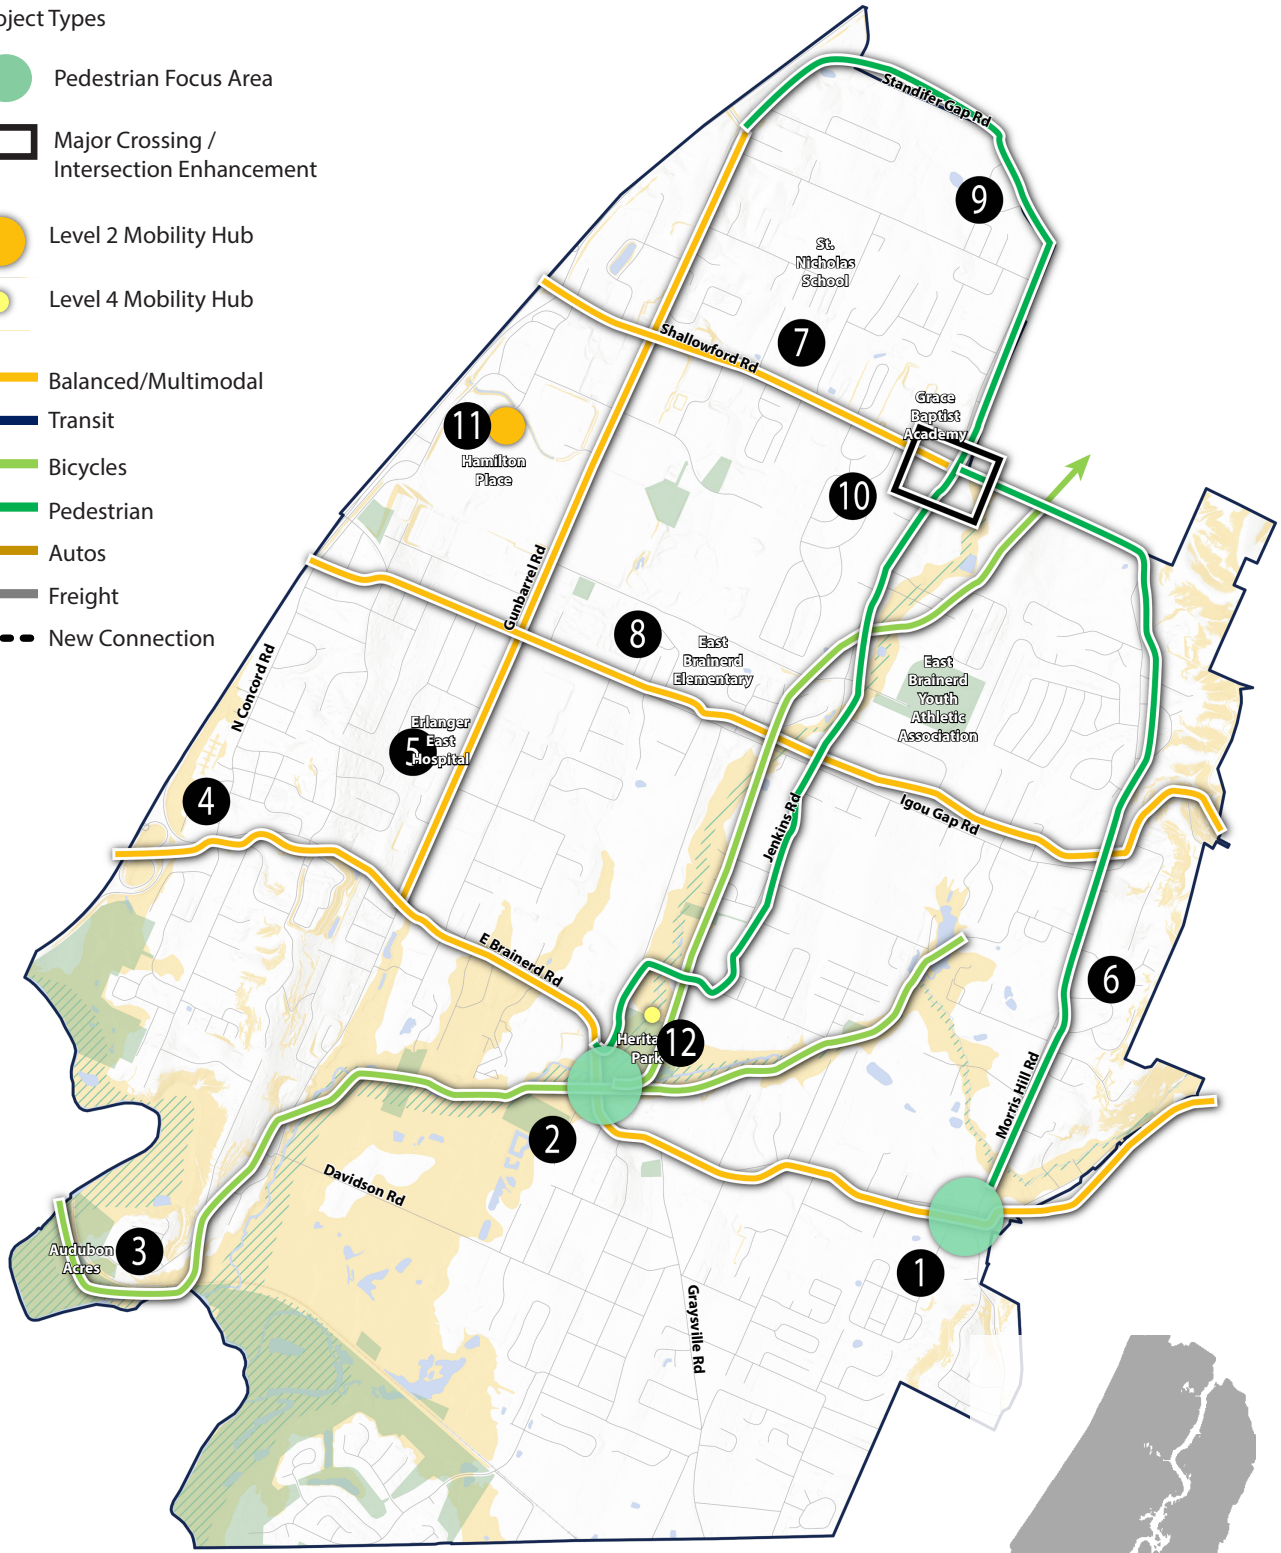 oject Types
Pedestrian Focus Area
Major Crossing /
Intersection Enhancement
Level 2 Mobility Hub
Level 4 Mobility Hub
Balanced/Multimodal
Transit
Bicycles
Pedestrian
Autos
Freight
New Connection
Standifer Gap Rd
9
St.
Nicholas
School
7
Shallowford Rd
Grace
Baptist
Academy
11
Hamilton
Place
10
Gunbarrel Rd
8
East
Brainerd
Elementary
East
Brainerd
Youth
Athletic
Association
N Concord Rd
Erlanger
East
Hospital
5
4
Jenkins Rd
Igou Gap Rd
E Brainerd Rd
6
Herita
Park
12
Morris Hill Rd
2
Davidson Rd
Audubon
Acres
3
1
Graysville Rd